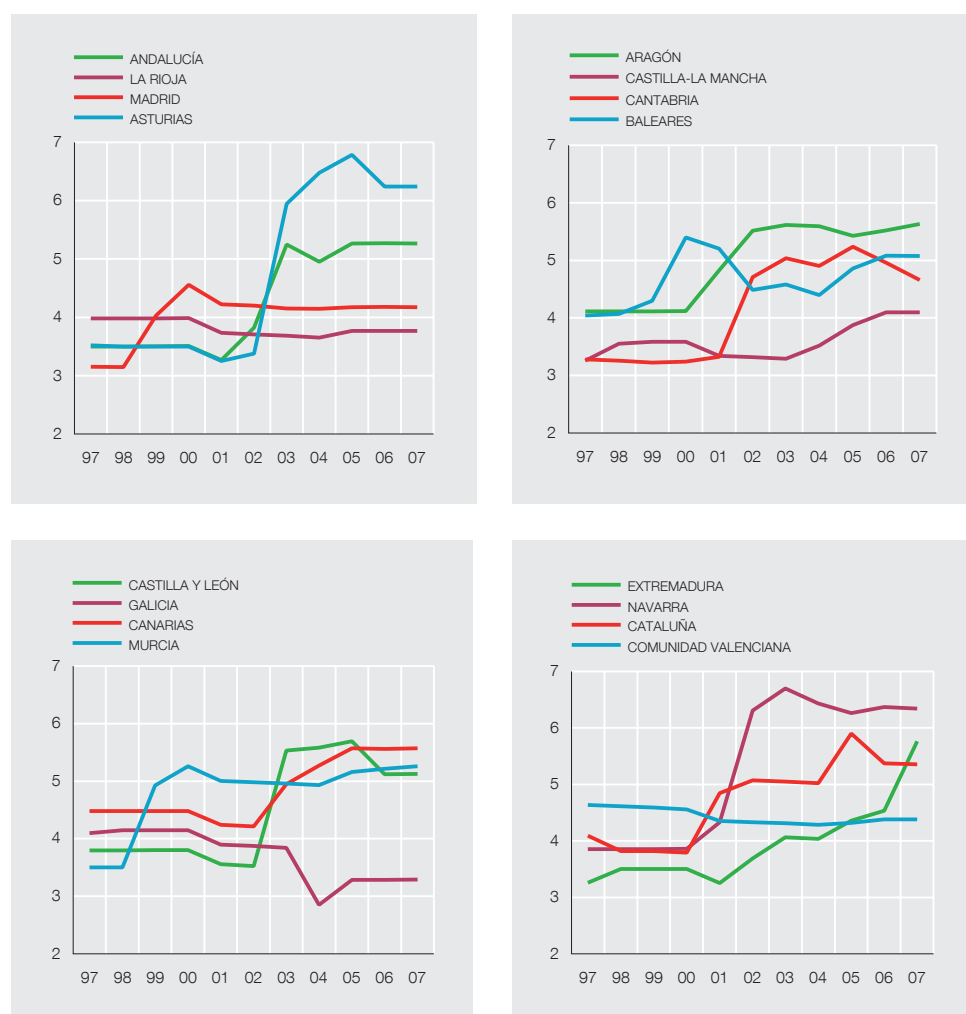 ANDALUCÍA
LA RIOJA
MADRID
ASTURIAS
7
6
5
4
3
2
97 98 99 00 01 02 03 04 05 06 07
ARAGÓN
CASTILLA-LA MANCHA
CANTABRIA
BALEARES
7
6
5
4
3
2
97 98 99 00 01 02 03 04 05 06 07
CASTILLA Y LEÓN
GALICIA
CANARIAS
MURCIA
7
6
5
4
3
2
97 98 99 00 01 02 03 04 05 06 07
EXTREMADURA
NAVARRA
CATALUÑA
COMUNIDAD VALENCIANA
7
6
5
4
3
2
97 98 99 00 01 02 03 04 05 06 07